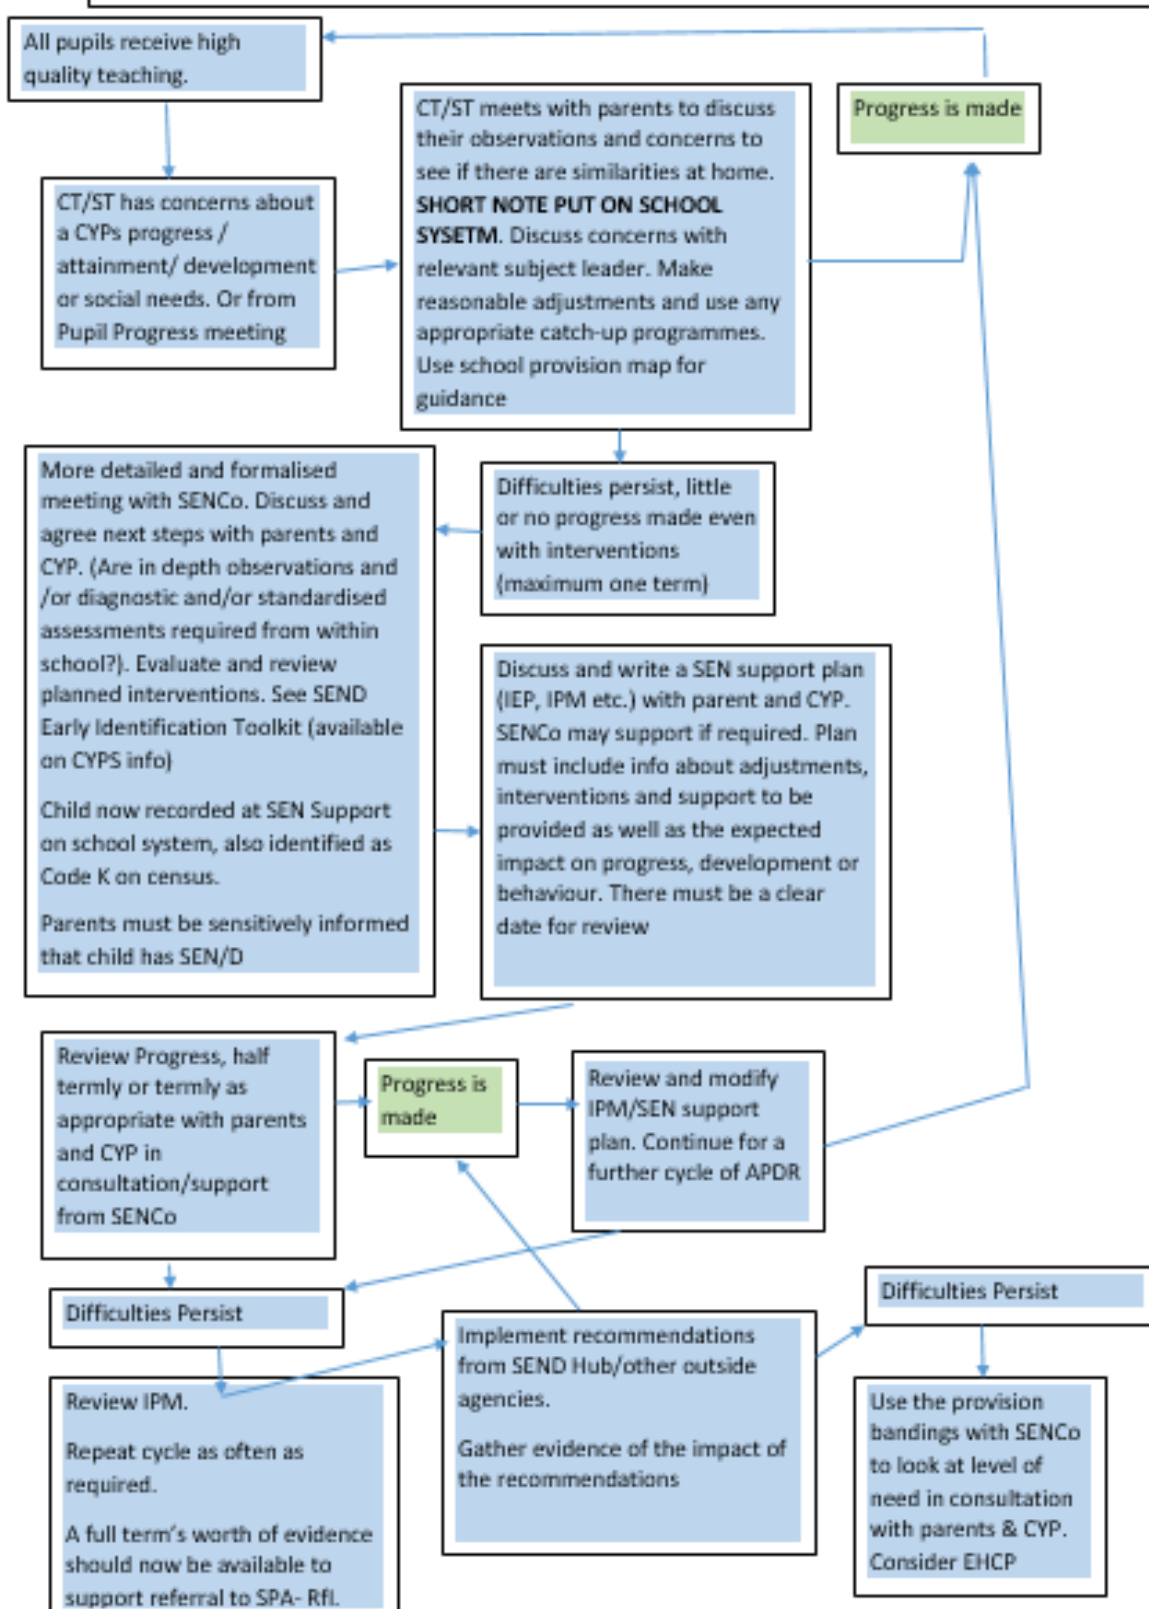 All pupils receive high
quality teaching.
Progress is made
CT/ST meets with parents to discuss
their observations and concerns to
see if there are similarities at home.
SHORT NOTE PUT ON SCHOOL
SYSETM. Discuss concerns with
relevant subject leader. Make
reasonable adjustments and use any
appropriate catch-up programmes.
Use school provision map for
guidance
CT/ST has concerns about
a CYPs progress /
attainment/ development
or social needs. Or from
Pupil Progress meeting
Difficulties persist, little
or no progress made even
with interventions
(maximum one term)
More detailed and formalised
meeting with SENCo. Discuss and
agree next steps with parents and
CYP. (Are in depth observations and
/or diagnostic and/or standardised
assessments required from within
school?). Evaluate and review
planned interventions. See SEND
Early Identification Toolkit (available
on CYPS info)
Child now recorded at SEN Support
on school system, also identified as
Code K on census.
Parents must be sensitively informed
that child has SEN/D
Discuss and write a SEN support plan
(IEP, IPM etc.) with parent and CYP.
SENCo may support if required. Plan
must include info about adjustments,
interventions and support to be
provided as well as the expected
impact on progress, development or
behaviour. There must be a clear
date for review
Review Progress, half
termly or termly as
appropriate with parents
and CYP in
consultation/support
from SENCo
Progress is
made
Review and modify
IPM/SEN support
plan. Continue for a
further cycle of APDR
Difficulties Persist
Review IPM.
Repeat cycle as often as
required.
A full term's worth of evidence
should now be available to
support referral to SPA- RfI.
Implement recommendations
from SEND Hub/other outside
agencies.
Gather evidence of the impact of
the recommendations
Difficulties Persist
Use the provision
bandings with SENCo
to look at level of
need in consultation
with parents & CYP.
Consider EHCP